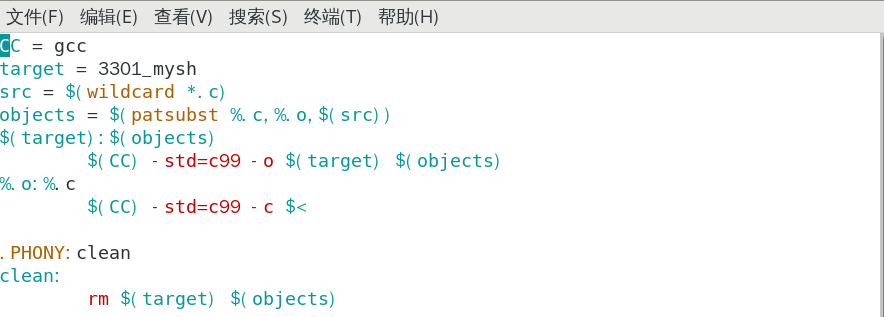 文件(F) 编辑(E) 查看(V) 搜索(S) 终端(T) 帮助(H)
CC = gcc
target = 3301_mysh
src = $(wildcard *.c)
objects = $(patsubst %.c,%.o,$(src))
$(target):$(objects)
        $(CC) -std=c99 -o $(target) $(objects)
%.o:%.c
        $(CC) -std=c99 -c $<
.PHONY:clean
clean:
        rm $(target) $(objects)